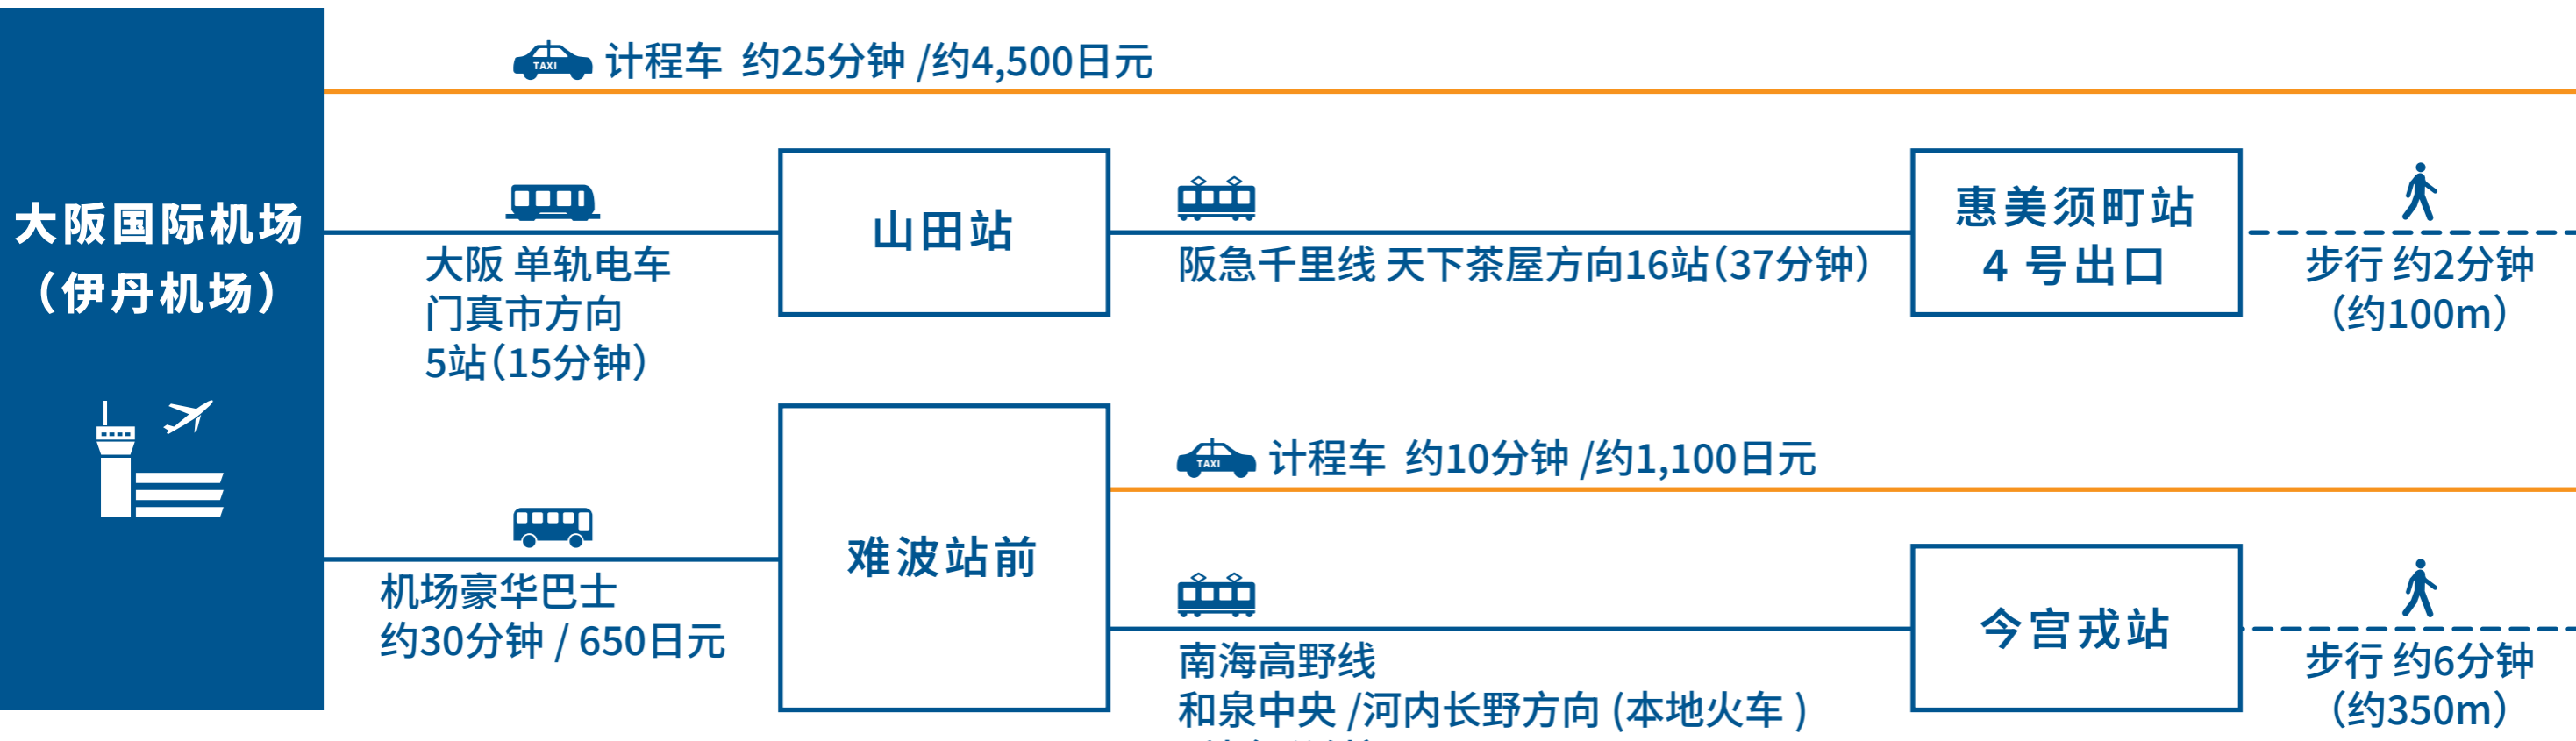 大阪国际机场
（伊丹机场）
TAXI
计程车 约25分钟 /约4,500日元
大阪 单轨电车
门真市方向
5站（15分钟）
山田站
阪急千里线 天下茶屋方向16站（37分钟）
惠美须町站
4 号出口
步行 约2分钟
（约100m）
机场豪华巴士
约30分钟 / 650日元
难波站前
TAXI
计程车 约10分钟 /约1,100日元
南海高野线
和泉中央 /河内长野方向 (本地火车 )
今宫戎站
步行 约6分钟
（约350m）